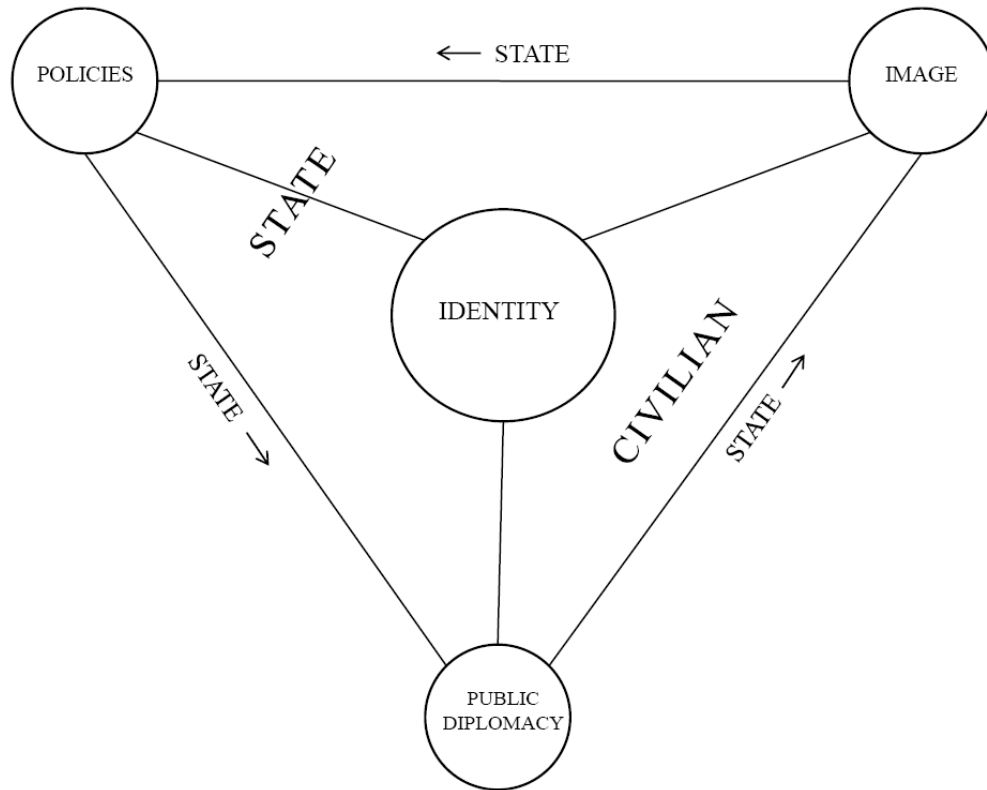 ← STATE
POLICIES
IMAGE
STATE
IDENTITY
CIVILIAN
STATE →
STATE →
PUBLIC
DIPLOMACY